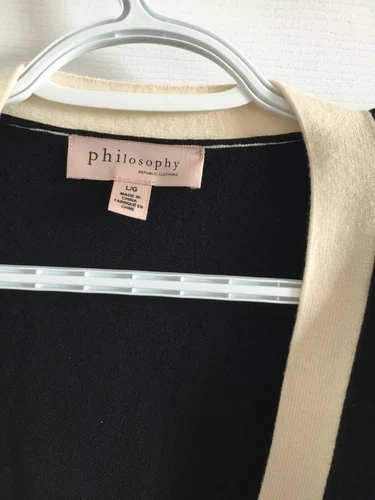 philosophy
REPUBLIC CLOTHING
L/G
MADE IN
CHINA
FABRIQUÉ EN
CHINE